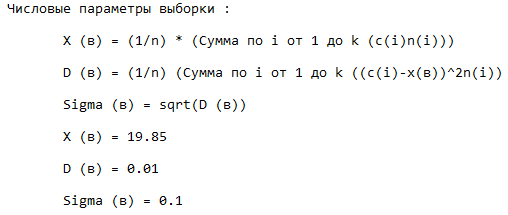 Числовые параметры выборки :
X (в) = (1/n) * (Сумма по i от 1 до k (c(i)n(i)))
D (в) = (1/n) (Сумма по i от 1 до k ((c(i)-x(в))^2n(i))
Sigma (в) = sqrt(D (в))
X (в) = 19.85
D (в) = 0.01
Sigma (в) = 0.1